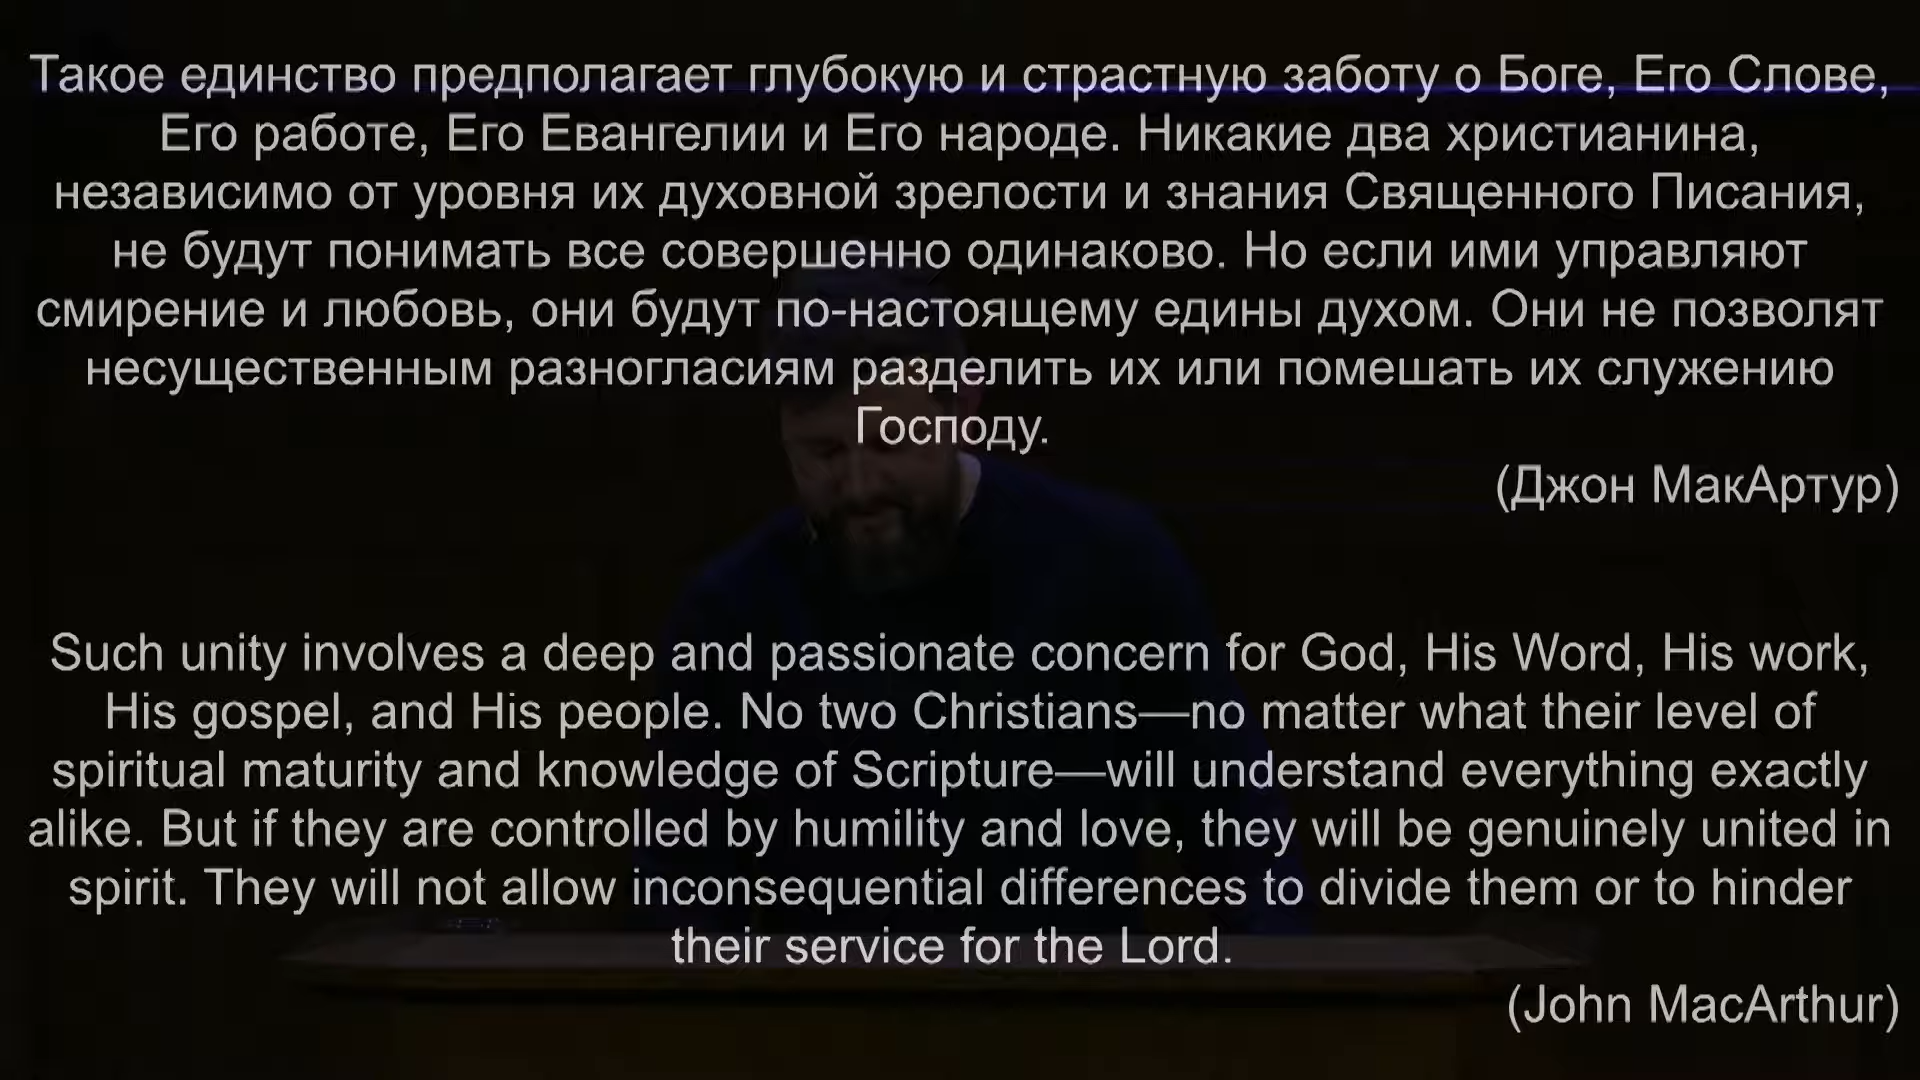 Такое единство предполагает глубокую и страстную заботу о Боге, Его Слове,
Его работе, Его Евангелии и Его народе. Никакие два христианина,
независимо от уровня их духовной зрелости и знания Священного Писания,
не будут понимать все совершенно одинаково. Но если ими управляют
смирение и любовь, они будут по-настоящему едины духом. Они не позволят
несущественным разногласиям разделить их или помешать их служению
Господу.
(Джон МакАртур)
Such unity involves a deep and passionate concern for God, His Word, His work,
His gospel, and His people. No two Christians—no matter what their level of
spiritual maturity and knowledge of Scripture—will understand everything exactly
alike. But if they are controlled by humility and love, they will be genuinely united in
spirit. They will not allow inconsequential differences to divide them or to hinder
their service for the Lord.
(John MacArthur)